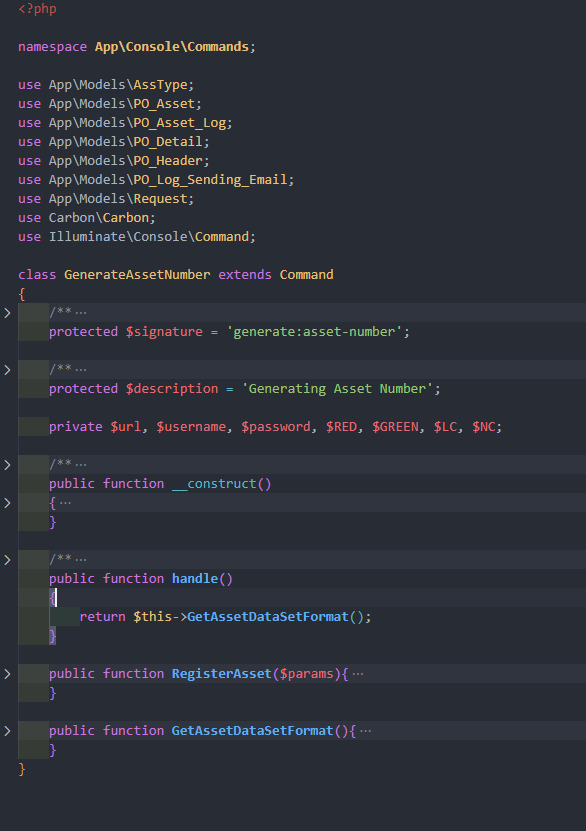 <?php
namespace App\Console\Commands;
use App\Models\AssType;
use App\Models\PO_Asset;
use App\Models\PO_Asset_Log;
use App\Models\PO_Detail;
use App\Models\PO_Header;
use App\Models\PO_Log_Sending_Email;
use App\Models\Request;
use Carbon\Carbon;
use Illuminate\Console\Command;
class GenerateAssetNumber extends Command
{
/** ···
protected $signature = 'generate:asset-number';
/** ···
protected $description = 'Generating Asset Number';
private $url, $username, $password, $RED, $GREEN, $LC, $NC;
/** ···
public function __construct()
{ ···
}
/** ···
public function handle()
{
return $this->GetAssetDataSetFormat();
}
public function RegisterAsset($params){ ···
}
public function GetAssetDataSetFormat(){ ···
}
}